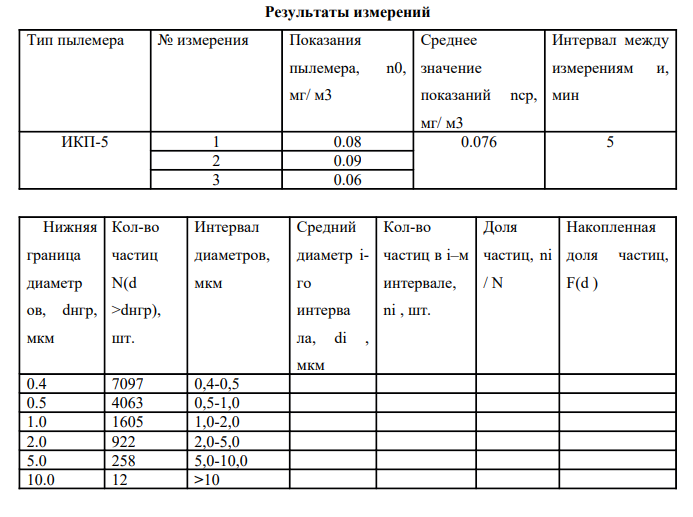 Результаты измерений
Тип пылемера № измерения Показания Среднее Интервал между
пылемера, n0, значение измерениям и,
мг/ м3 показаний nср, мин
мг/ м3
ИКП-5 1 0.08 0.076 5
2 0.09
3 0.06
Нижняя Кол-во Интервал Средний Кол-во Доля Накопленная
граница частиц диаметров, диаметр i- частиц в i–м частиц, ni доля частиц,
диаметр N(d мкм го интервале, / N F(d )
ов, dнгр, >dнгр), интерва ni , шт.
мкм шт. ла, di ,
мкм
0.4 7097 0,4-0,5
0.5 4063 0,5-1,0
1.0 1605 1,0-2,0
2.0 922 2,0-5,0
5.0 258 5,0-10,0
10.0 12 >10